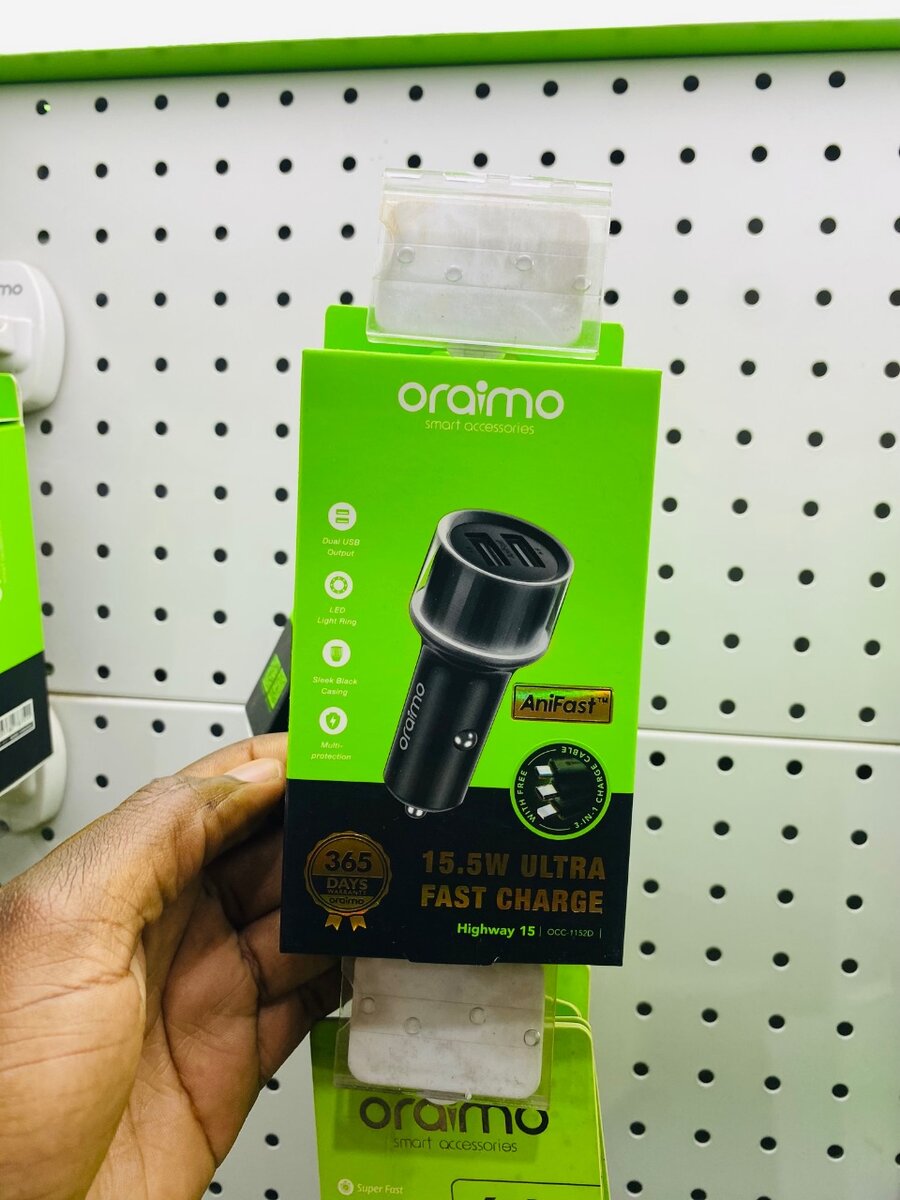 mo
oraimo
smart accessories
Dual USB
Output
LED
Light Ring
Sleek Black
Casing
Multi-
protection
oraimo
AniFast™
WITH FREE
3-IN-1 CHARGE CABLE
365
DAYS
WARRANTY
oraimo
15.5W ULTRA
FAST CHARGE
Highway 15 | OCC-1152D |
oraimo
smart accessories
Super Fast